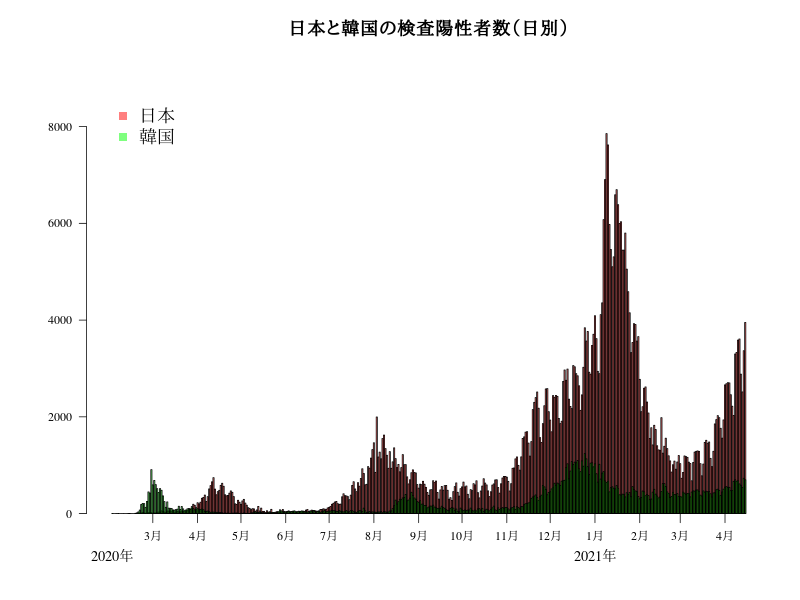 日本と韓国の検査陽性者数（日別）
日本
韓国
8000
6000
4000
2000
0
3月 4月 5月 6月 7月 8月 9月 10月 11月 12月 1月 2月 3月 4月
2020年 2021年